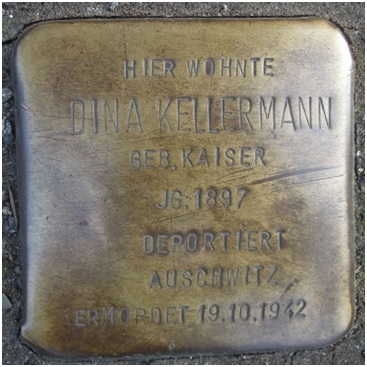 HIER WOHNTE
DINA KELLERMANN
GEB. KAISER
JG. 1897
DEPORTIERT
AUSCHWITZ
ERMORDET 19.10.1942